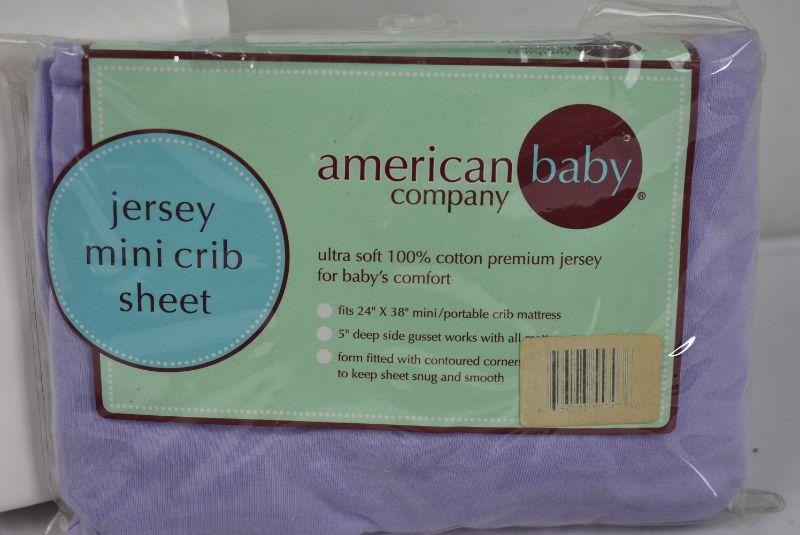 company
jersey
mini crib
sheet
american baby
company ®
ultra soft 100% cotton premium jersey
for baby's comfort
fits 24" X 38" mini/portable crib mattress
5" deep side gusset works with all
form fitted with contoured corners
to keep sheet snug and smooth